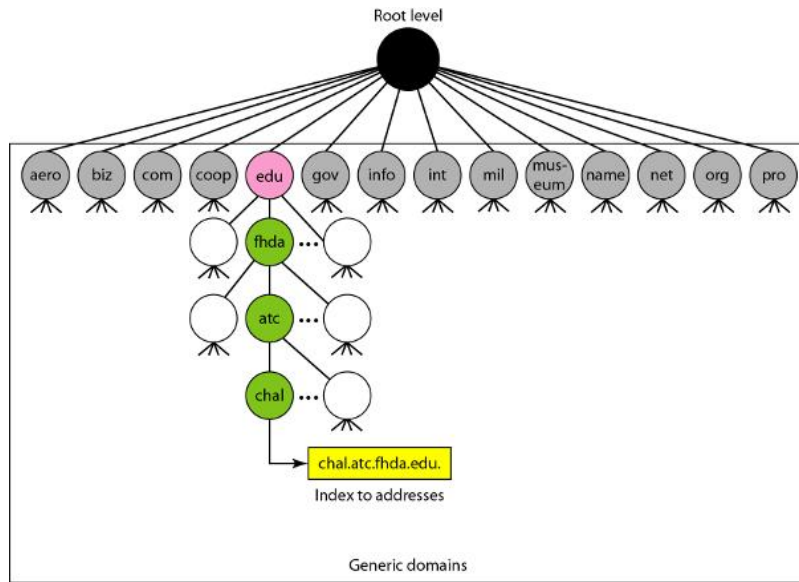 Root level
aero biz com coop edu gov info int mil mus-
eum name net org pro
fhda ...
atc ...
chal ...
chal.atc.fhda.edu.
Index to addresses
Generic domains